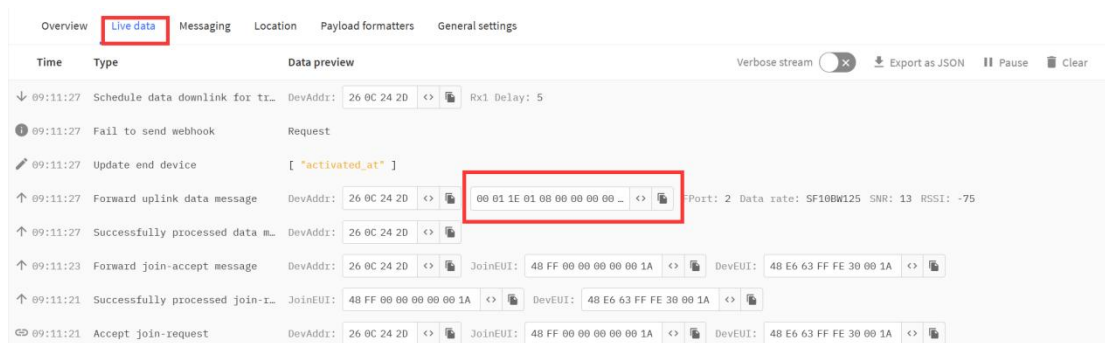 Overview Live data Messaging Location Payload formatters General settings
Time Type Data preview Verbose stream Export as JSON Pause Clear
09:11:27 Schedule data downlink for tr… DevAddr: 26 0C 24 2D <> Rx1 Delay: 5
09:11:27 Fail to send webhook Request
09:11:27 Update end device [ "activated_at" ]
09:11:27 Forward uplink data message DevAddr: 26 0C 24 2D <> 00 01 1E 01 08 00 00 00 00 … <> FPort: 2 Data rate: SF10BW125 SNR: 13 RSSI: -75
09:11:27 Successfully processed data m… DevAddr: 26 0C 24 2D <>
09:11:23 Forward join-accept message DevAddr: 26 0C 24 2D <> JoinEUI: 48 FF 00 00 00 00 00 1A <> DevEUI: 48 E6 63 FF FE 30 00 1A <>
09:11:21 Successfully processed join-r… JoinEUI: 48 FF 00 00 00 00 00 1A <> DevEUI: 48 E6 63 FF FE 30 00 1A <>
09:11:21 Accept join-request DevAddr: 26 0C 24 2D <> JoinEUI: 48 FF 00 00 00 00 00 1A <> DevEUI: 48 E6 63 FF FE 30 00 1A <>